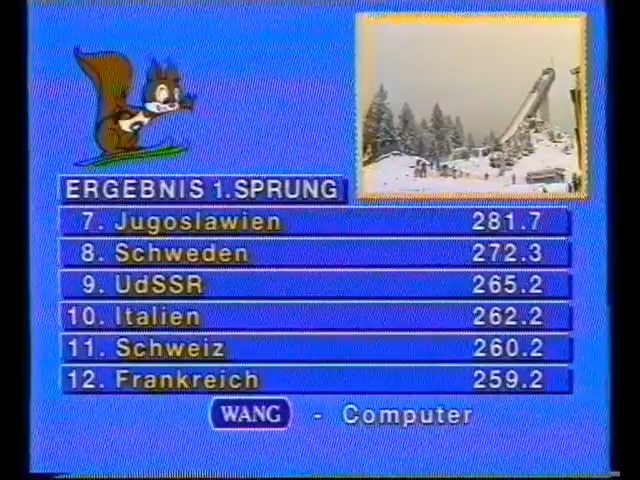 ERGEBNIS 1.SPRUNG
7. Jugoslawien 281.7
8. Schweden 272.3
9. UdSSR 265.2
10. Italien 262.2
11. Schweiz 260.2
12. Frankreich 259.2
WANG - Computer